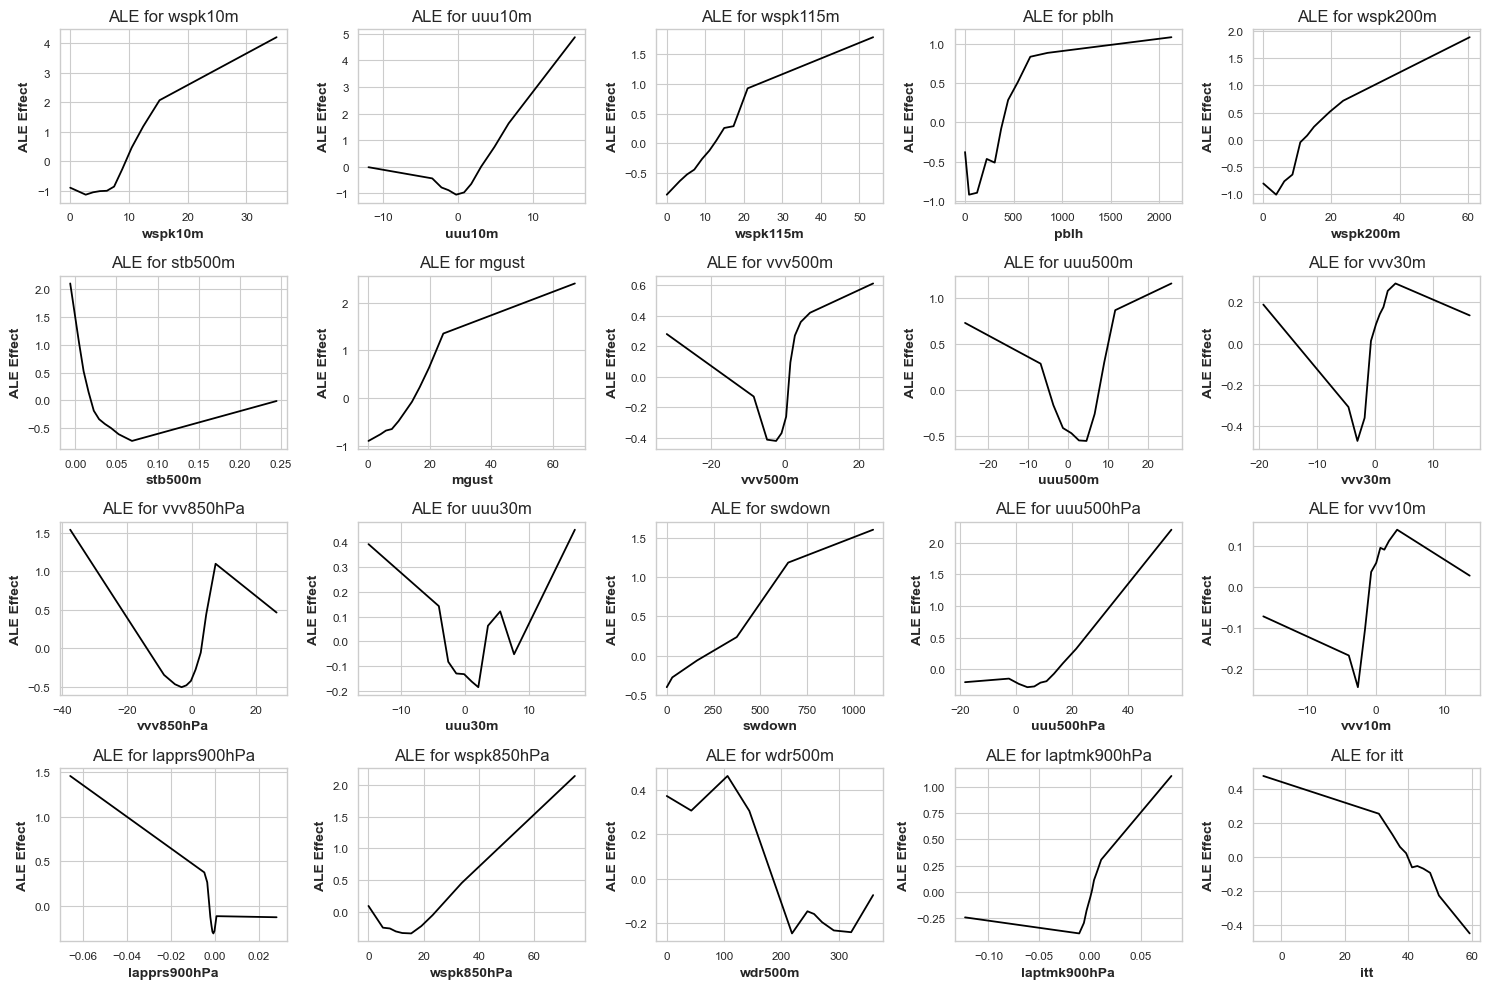 ALE for wspk10m
ALE Effect
4
3
2
1
0
−1
0 10 20 30
wspk10m
ALE for uuu10m
ALE Effect
5
4
3
2
1
0
−1
−10 0 10
uuu10m
ALE for wspk115m
ALE Effect
1.5
1.0
0.5
0.0
−0.5
0 10 20 30 40 50
wspk115m
ALE for pblh
ALE Effect
1.0
0.5
0.0
−0.5
−1.0
0 500 1000 1500 2000
pblh
ALE for wspk200m
ALE Effect
2.0
1.5
1.0
0.5
0.0
−0.5
−1.0
0 20 40 60
wspk200m
ALE for stb500m
ALE Effect
2.0
1.5
1.0
0.5
0.0
−0.5
0.00 0.05 0.10 0.15 0.20 0.25
stb500m
ALE for mgust
ALE Effect
2
1
0
−1
0 20 40 60
mgust
ALE for vvv500m
ALE Effect
0.6
0.4
0.2
0.0
−0.2
−0.4
−20 0 20
vvv500m
ALE for uuu500m
ALE Effect
1.0
0.5
0.0
−0.5
−20 −10 0 10 20
uuu500m
ALE for vvv30m
ALE Effect
0.2
0.0
−0.2
−0.4
−20 −10 0 10
vvv30m
ALE for vvv850hPa
ALE Effect
1.5
1.0
0.5
0.0
−0.5
−40 −20 0 20
vvv850hPa
ALE for uuu30m
ALE Effect
0.4
0.3
0.2
0.1
0.0
−0.1
−0.2
−10 0 10
uuu30m
ALE for swdown
ALE Effect
1.5
1.0
0.5
0.0
−0.5
0 250 500 750 1000
swdown
ALE for uuu500hPa
ALE Effect
2.0
1.5
1.0
0.5
0.0
−20 0 20 40
uuu500hPa
ALE for vvv10m
ALE Effect
0.1
0.0
−0.1
−0.2
−10 0 10
vvv10m
ALE for lapprs900hPa
ALE Effect
1.5
1.0
0.5
0.0
−0.06 −0.04 −0.02 0.00 0.02
lapprs900hPa
ALE for wspk850hPa
ALE Effect
2.0
1.5
1.0
0.5
0.0
0 20 40 60
wspk850hPa
ALE for wdr500m
ALE Effect
0.4
0.2
0.0
−0.2
0 100 200 300
wdr500m
ALE for laptmk900hPa
ALE Effect
1.00
0.75
0.50
0.25
0.00
−0.25
−0.10 −0.05 0.00 0.05
laptmk900hPa
ALE for itt
ALE Effect
0.4
0.2
0.0
−0.2
−0.4
0 20 40 60
itt